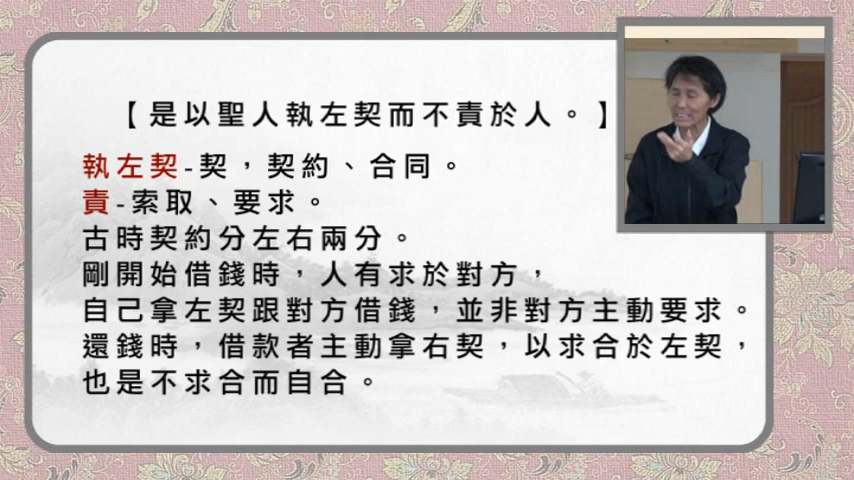 【是以聖人執左契而不責於人。】
執左契-契，契約、合同。
責-索取、要求。
古時契約分左右兩分。
剛開始借錢時，人有求於對方，
自己拿左契跟對方借錢，並非對方主動要求。
還錢時，借款者主動拿右契，以求合於左契，
也是不求合而自合。